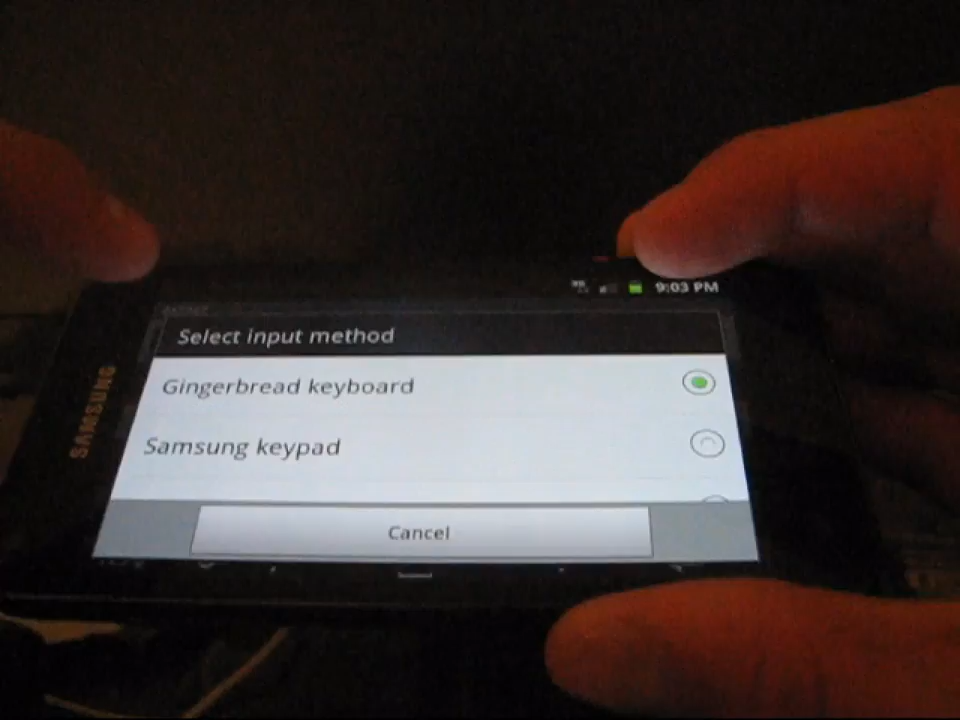 9:03 PM
Select input method
SAMSUNG
Gingerbread keyboard
Samsung keypad
Cancel